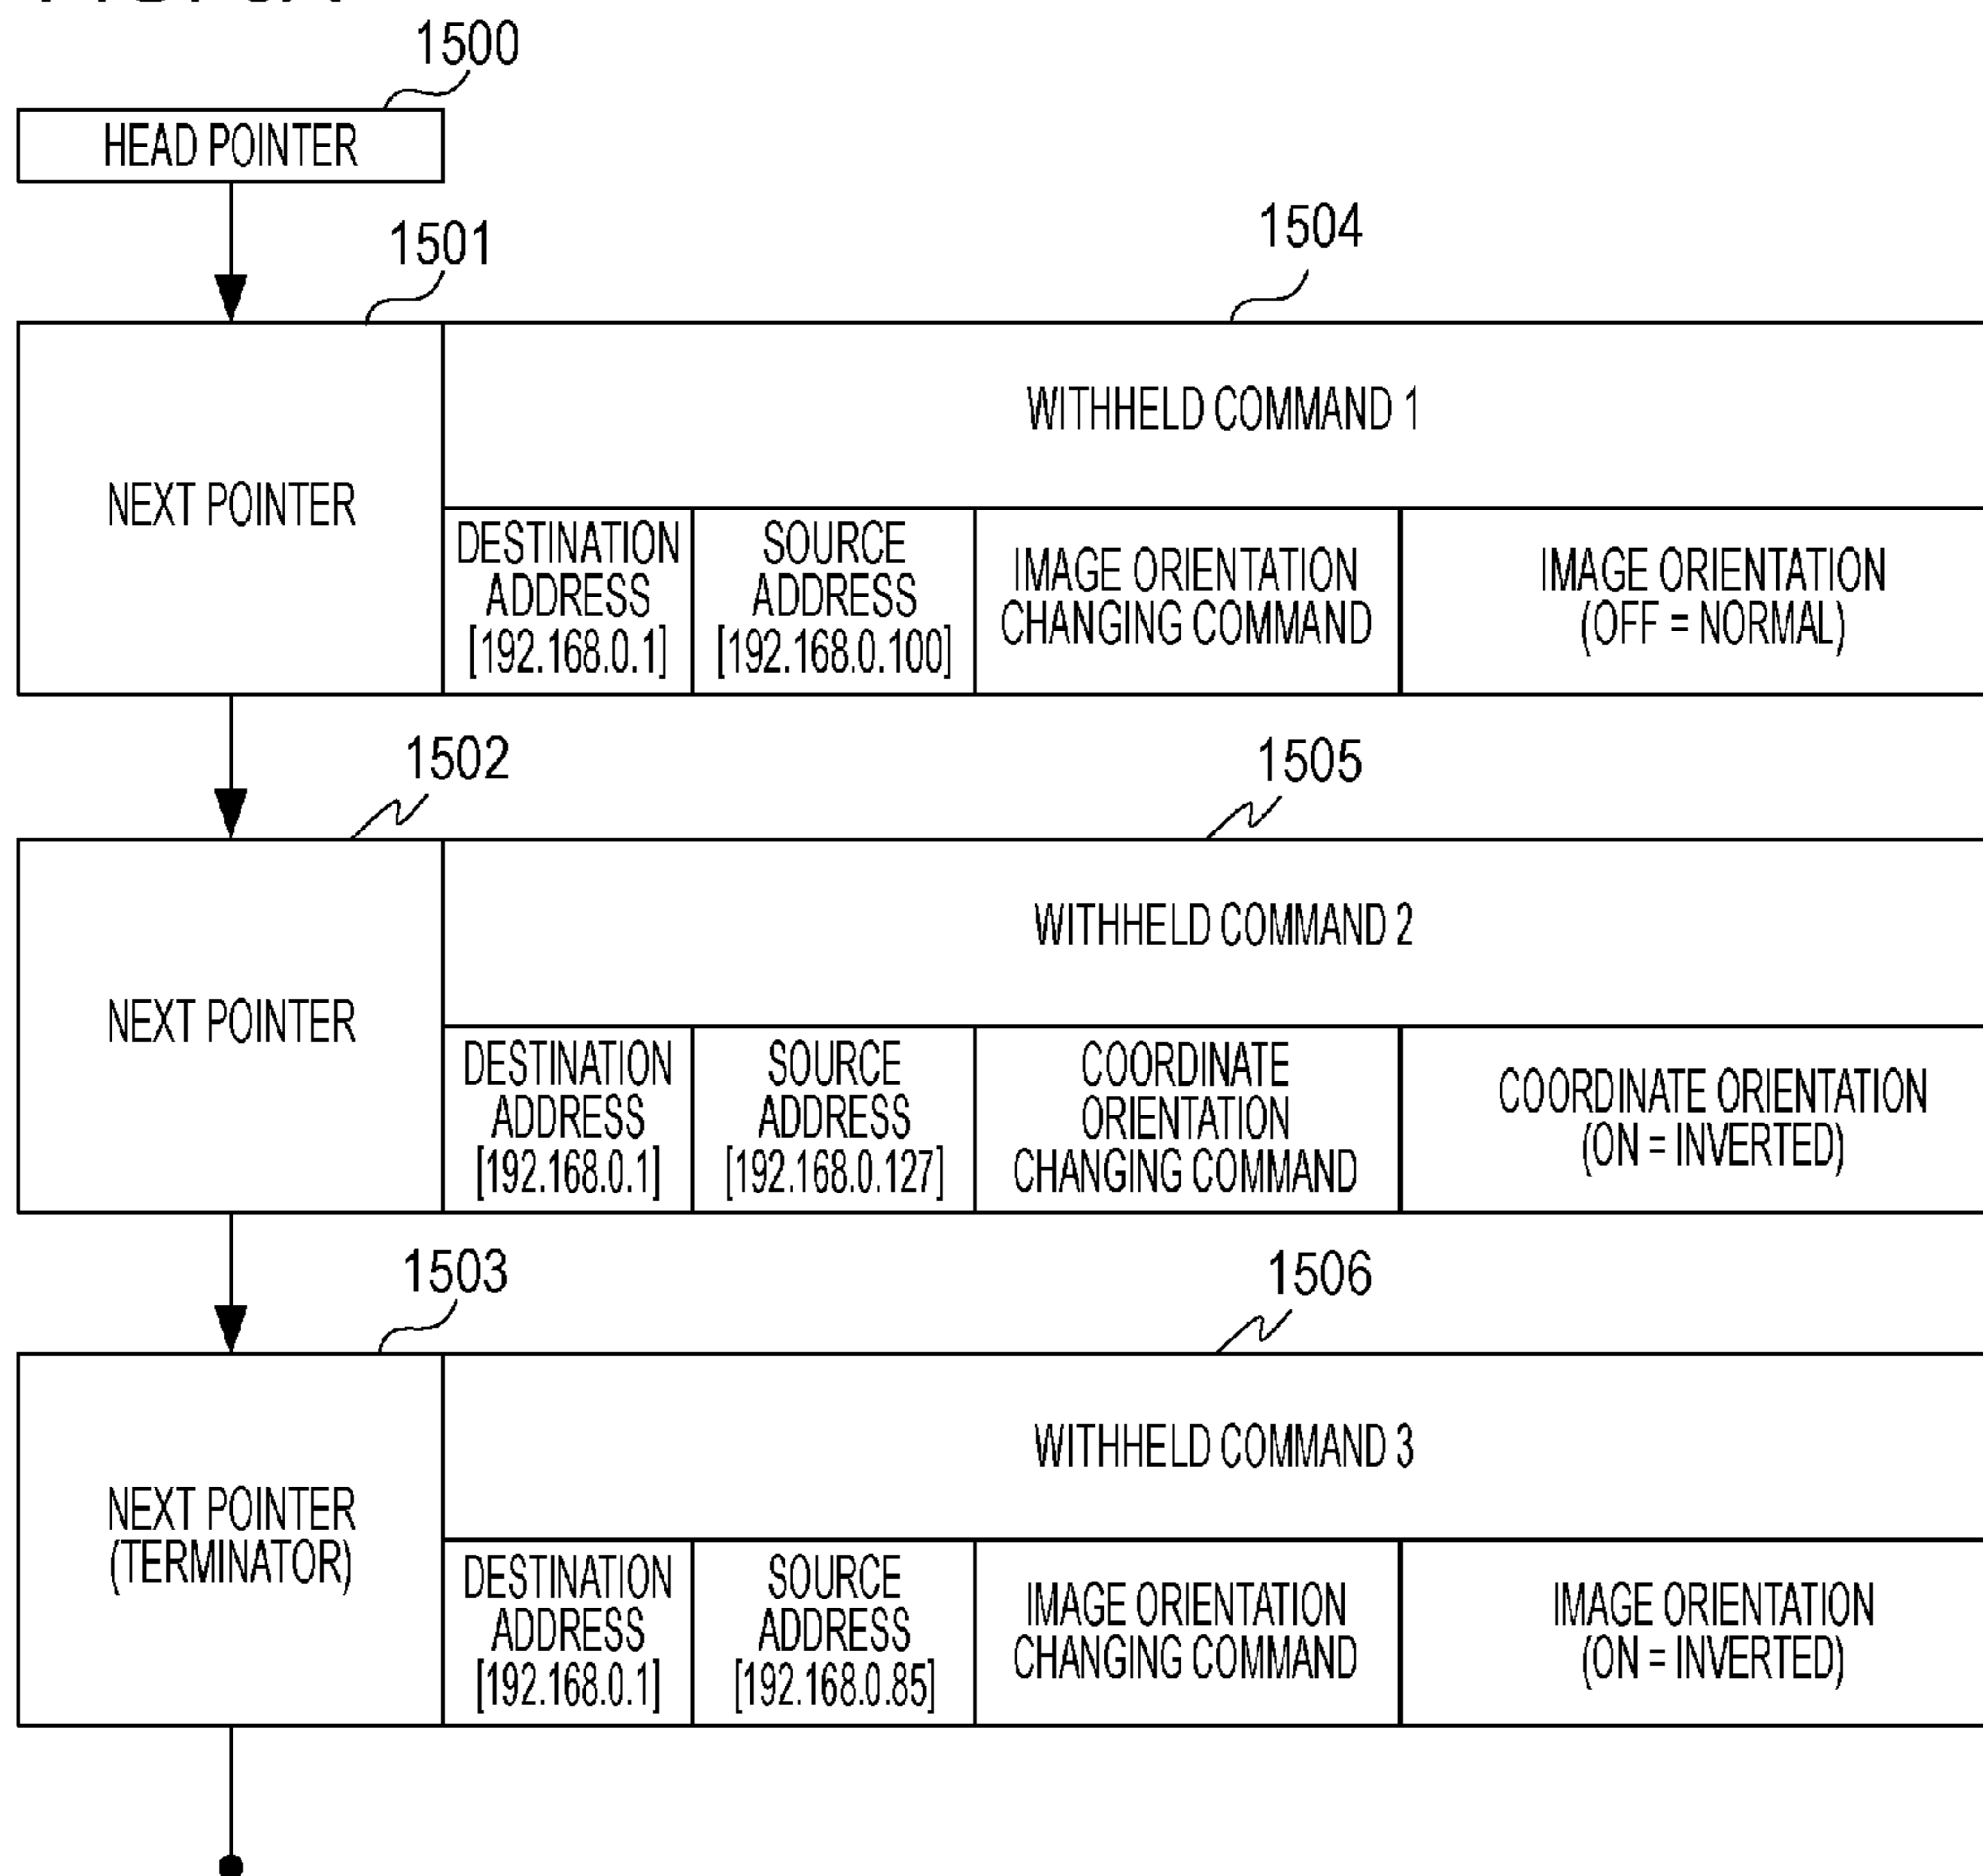 1500
HEAD POINTER
1501
1504
NEXT POINTER
WITHHELD COMMAND 1
DESTINATION
ADDRESS
[192.168.0.1]
SOURCE
ADDRESS
[192.168.0.100]
IMAGE ORIENTATION
CHANGING COMMAND
IMAGE ORIENTATION
(OFF = NORMAL)
1502
1505
NEXT POINTER
WITHHELD COMMAND 2
DESTINATION
ADDRESS
[192.168.0.1]
SOURCE
ADDRESS
[192.168.0.127]
COORDINATE
ORIENTATION
CHANGING COMMAND
COORDINATE ORIENTATION
(ON = INVERTED)
1503
1506
NEXT POINTER
(TERMINATOR)
WITHHELD COMMAND 3
DESTINATION
ADDRESS
[192.168.0.1]
SOURCE
ADDRESS
[192.168.0.85]
IMAGE ORIENTATION
CHANGING COMMAND
IMAGE ORIENTATION
(ON = INVERTED)